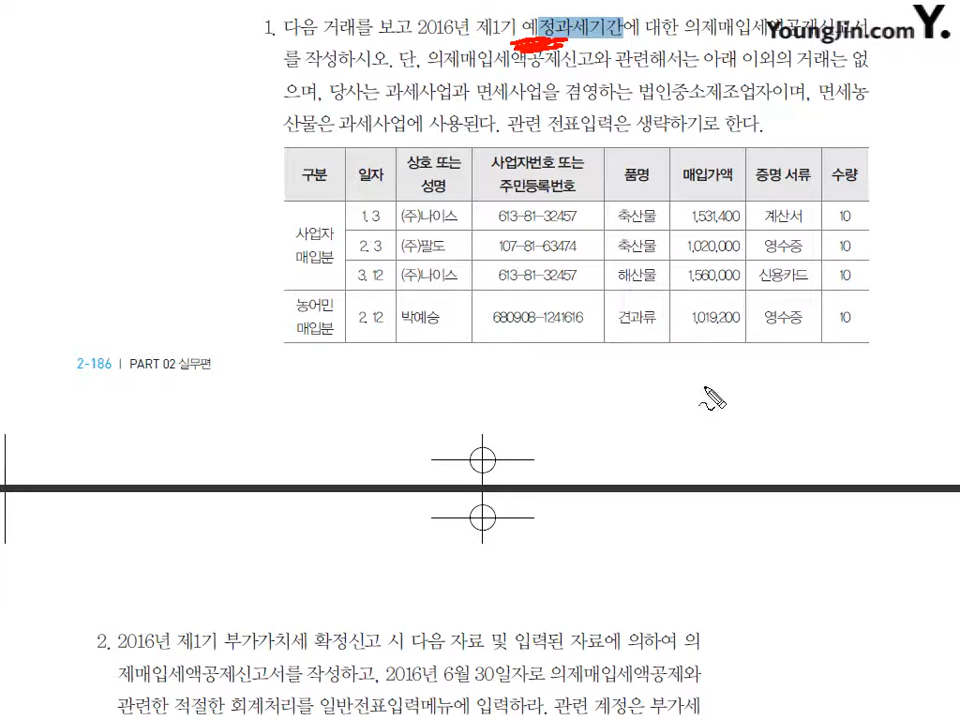 YoungJin.com Y.
1. 다음 거래를 보고 2016년 제1기 예정과세기간에 대한 의제매입세액공제신고서
를 작성하시오. 단, 의제매입세액공제신고와 관련해서는 아래 이외의 거래는 없
으며, 당사는 과세사업과 면세사업을 겸영하는 법인중소제조업자이며, 면세농
산물은 과세사업에 사용된다. 관련 전표입력은 생략하기로 한다.
구분 일자 상호 또는 성명 사업자번호 또는 주민등록번호 품명 매입가액 증명 서류 수량
사업자 매입분 1. 3 (주)나이스 613-81-32457 축산물 1,531,400 계산서 10
2. 3 (주)팔도 107-81-63474 축산물 1,020,000 영수증 10
3. 12 (주)나이스 613-81-32457 해산물 1,560,000 신용카드 10
농어민 매입분 2. 12 박예승 680908-1241616 견과류 1,019,200 영수증 10
2-186 | PART 02 실무편
2. 2016년 제1기 부가가치세 확정신고 시 다음 자료 및 입력된 자료에 의하여 의
제매입세액공제신고서를 작성하고, 2016년 6월 30일자로 의제매입세액공제와
관련한 적절한 회계처리를 일반전표입력메뉴에 입력하라. 관련 계정은 부가세